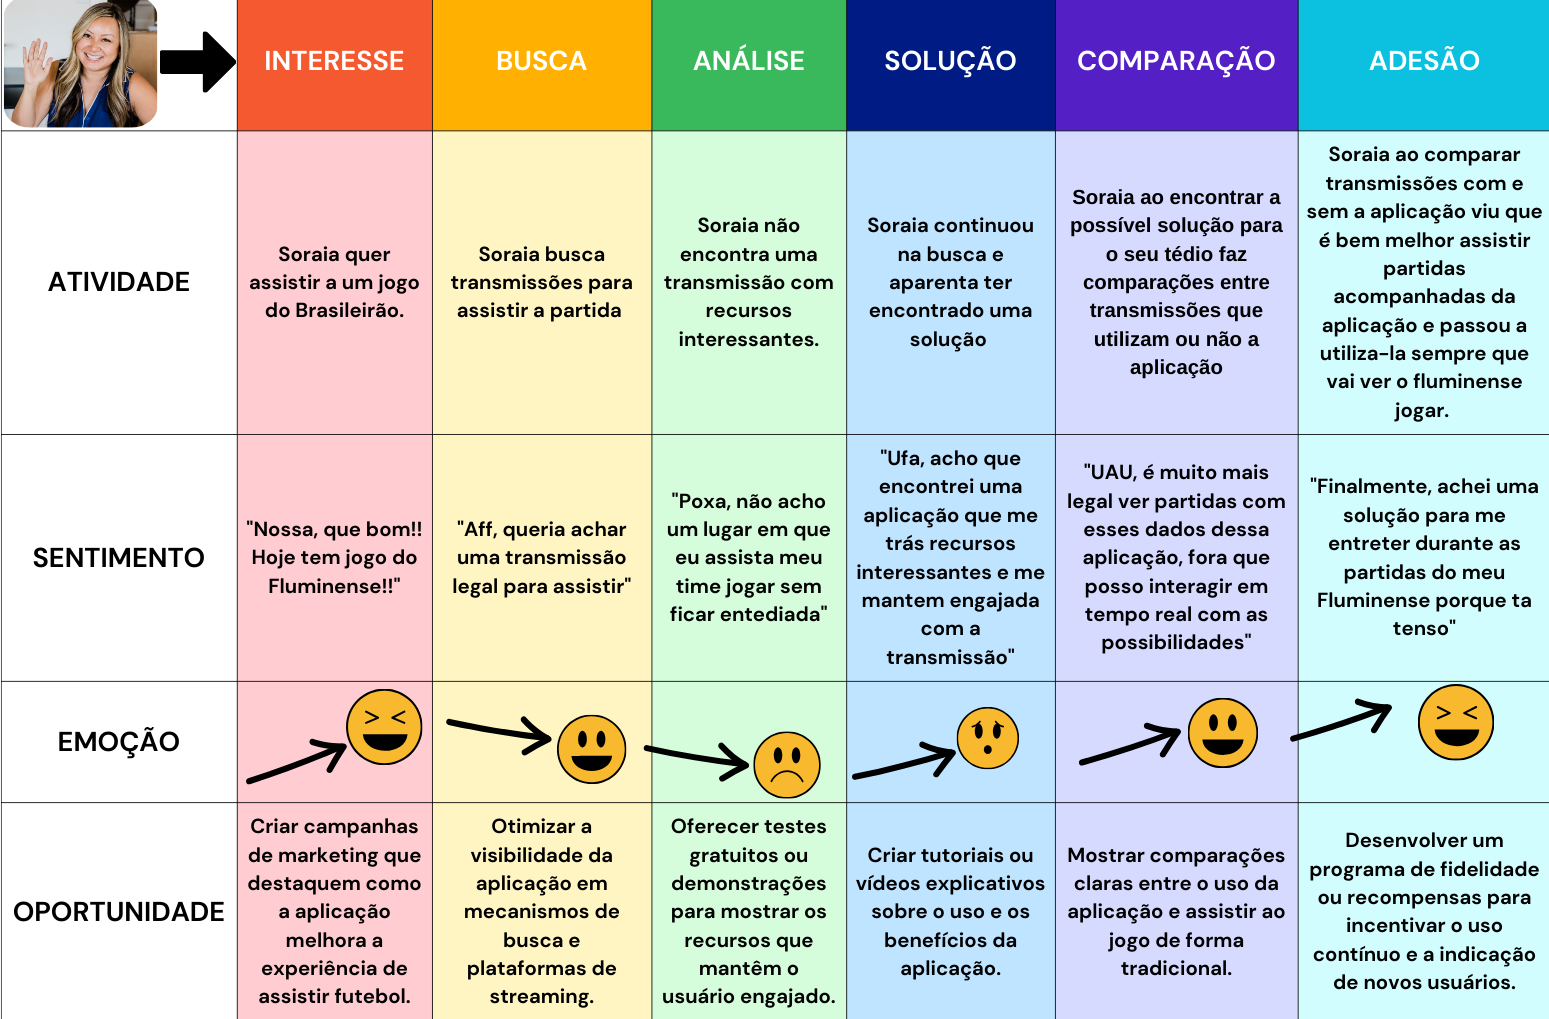 INTERESSE
BUSCA
ANÁLISE
SOLUÇÃO
COMPARAÇÃO
ADESÃO
ATIVIDADE
Soraia quer
assistir a um jogo
do Brasileirão.
Soraia busca
transmissões para
assistir a partida
Soraia não
encontra uma
transmissão com
recursos
interessantes.
Soraia continuou
na busca e
aparenta ter
encontrado uma
solução
Soraia ao encontrar a
possível solução para
o seu tédio faz
comparações entre
transmissões que
utilizam ou não a
aplicação
Soraia ao comparar
transmissões com e
sem a aplicação viu que
é bem melhor assistir
partidas
acompanhadas da
aplicação e passou a
utiliza-la sempre que
vai ver o fluminense
jogar.
SENTIMENTO
"Nossa, que bom!!
Hoje tem jogo do
Fluminense!!"
"Aff, queria achar
uma transmissão
legal para assistir"
"Poxa, não acho
um lugar em que
eu assista meu
time jogar sem
ficar entediada"
"Ufa, acho que
encontrei uma
aplicação que me
trás recursos
interessantes e me
mantem engajada
com a
transmissão"
"UAU, é muito mais
legal ver partidas com
esses dados dessa
aplicação, fora que
posso interagir em
tempo real com as
possibilidades"
"Finalmente, achei uma
solução para me
entreter durante as
partidas do meu
Fluminense porque ta
tenso"
EMOÇÃO
OPORTUNIDADE
Criar campanhas
de marketing que
destaquem como
a aplicação
melhora a
experiência de
assistir futebol.
Otimizar a
visibilidade da
aplicação em
mecanismos de
busca e
plataformas de
streaming.
Oferecer testes
gratuitos ou
demonstrações
para mostrar os
recursos que
mantêm o
usuário engajado.
Criar tutoriais ou
vídeos explicativos
sobre o uso e os
benefícios da
aplicação.
Mostrar comparações
claras entre o uso da
aplicação e assistir ao
jogo de forma
tradicional.
Desenvolver um
programa de fidelidade
ou recompensas para
incentivar o uso
contínuo e a indicação
de novos usuários.